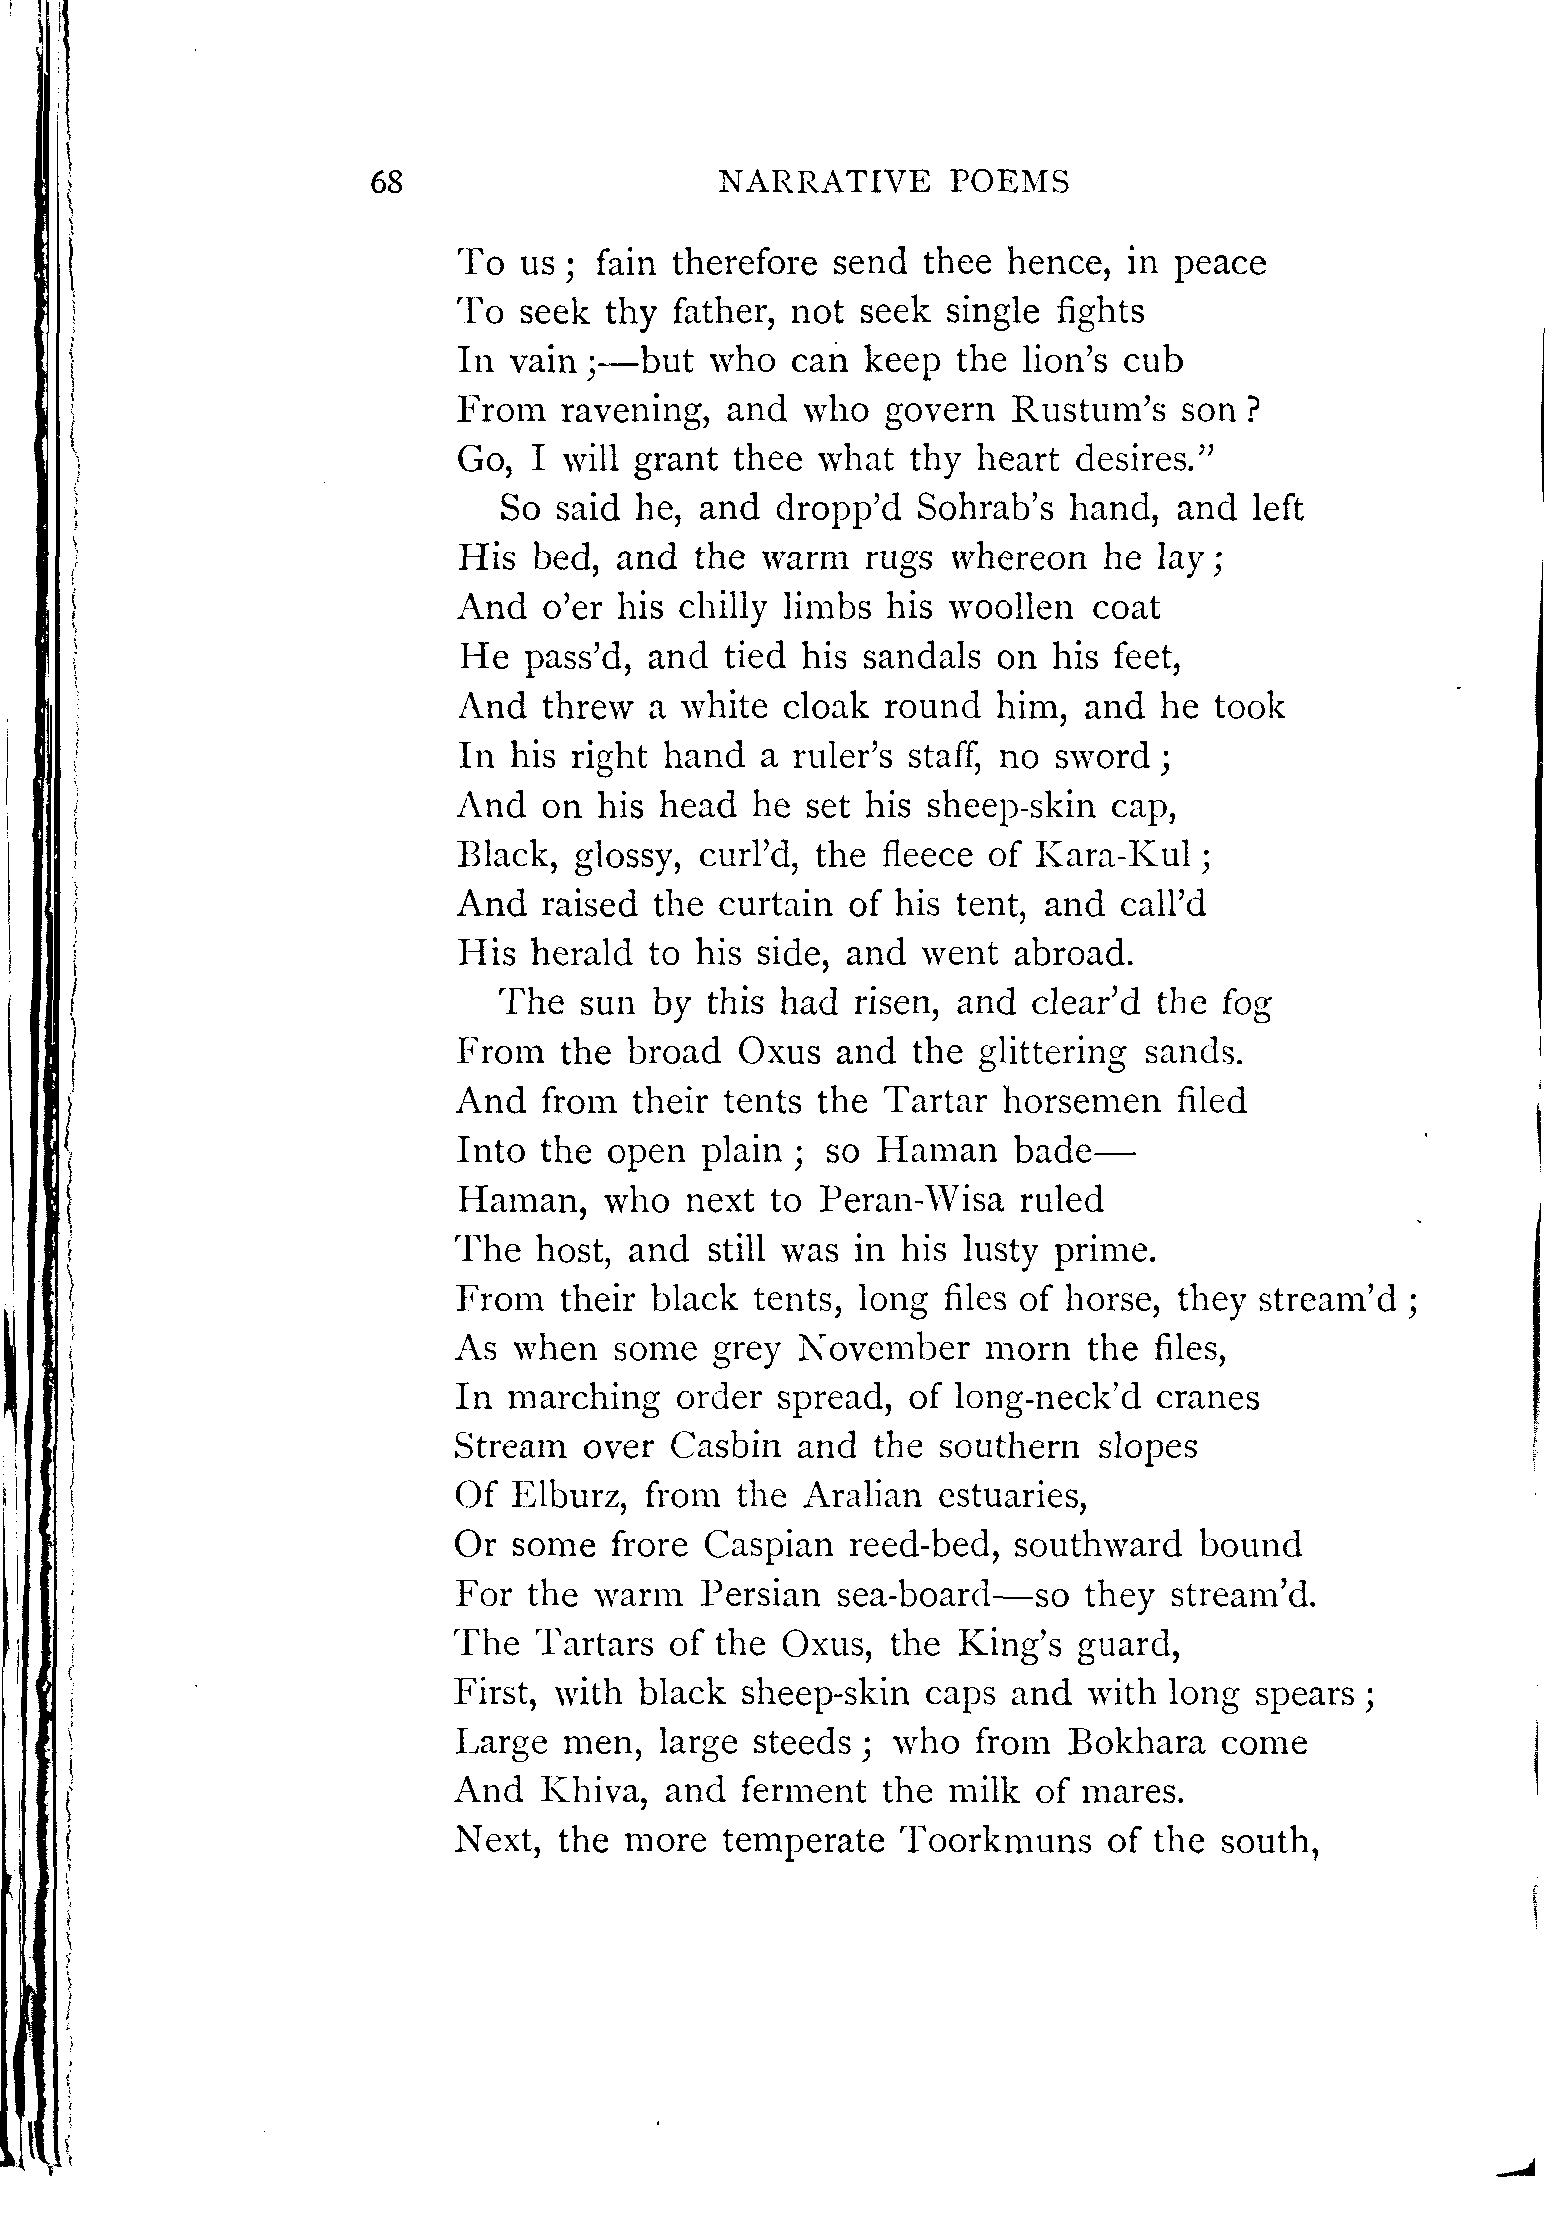 68 NARRATIVE POEMS
To us ; fain therefore send thee hence, in peace
To seek thy father, not seek single fights
In vain ;—but who can keep the lion's cub
From ravening, and who govern Rustum's son ?
Go, I will grant thee what thy heart desires."
So said he, and dropp'd Sohrab's hand, and left
His bed, and the warm rugs whereon he lay ;
And o'er his chilly limbs his woollen coat
He pass'd, and tied his sandals on his feet,
And threw a white cloak round him, and he took
In his right hand a ruler's staff, no sword ;
And on his head he set his sheep-skin cap,
Black, glossy, curl'd, the fleece of Kara-Kul ;
And raised the curtain of his tent, and call'd
His herald to his side, and went abroad.
The sun by this had risen, and clear'd the fog
From the broad Oxus and the glittering sands.
And from their tents the Tartar horsemen filed
Into the open plain ; so Haman bade—
Haman, who next to Peran-Wisa ruled
The host, and still was in his lusty prime.
From their black tents, long files of horse, they stream'd ;
As when some grey November morn the files,
In marching order spread, of long-neck'd cranes
Stream over Casbin and the southern slopes
Of Elburz, from the Aralian estuaries,
Or some frore Caspian reed-bed, southward bound
For the warm Persian sea-board—so they stream'd.
The Tartars of the Oxus, the King's guard,
First, with black sheep-skin caps and with long spears ;
Large men, large steeds ; who from Bokhara come
And Khiva, and ferment the milk of mares.
Next, the more temperate Toorkmuns of the south,